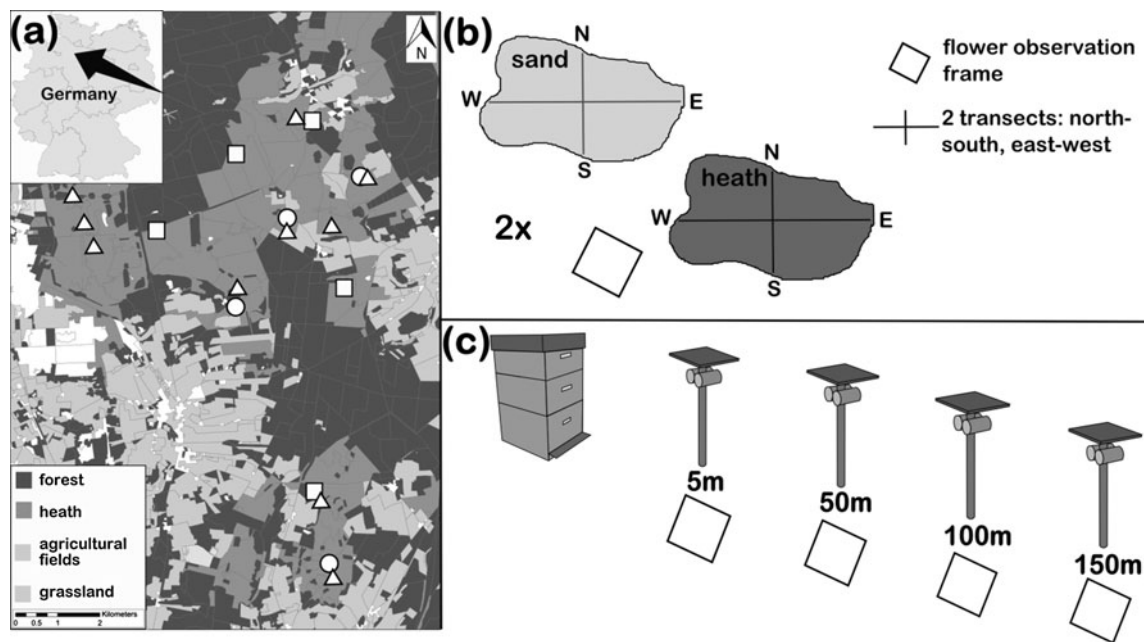 (a)
Germany
N
forest
heath
agricultural
fields
grassland
0 0.5 1 2 Kilometers
(b)
sand
N
W
E
S
heath
N
W
E
S
2x
flower observation
frame
2 transects: north-
south, east-west
(c)
5m
50m
100m
150m